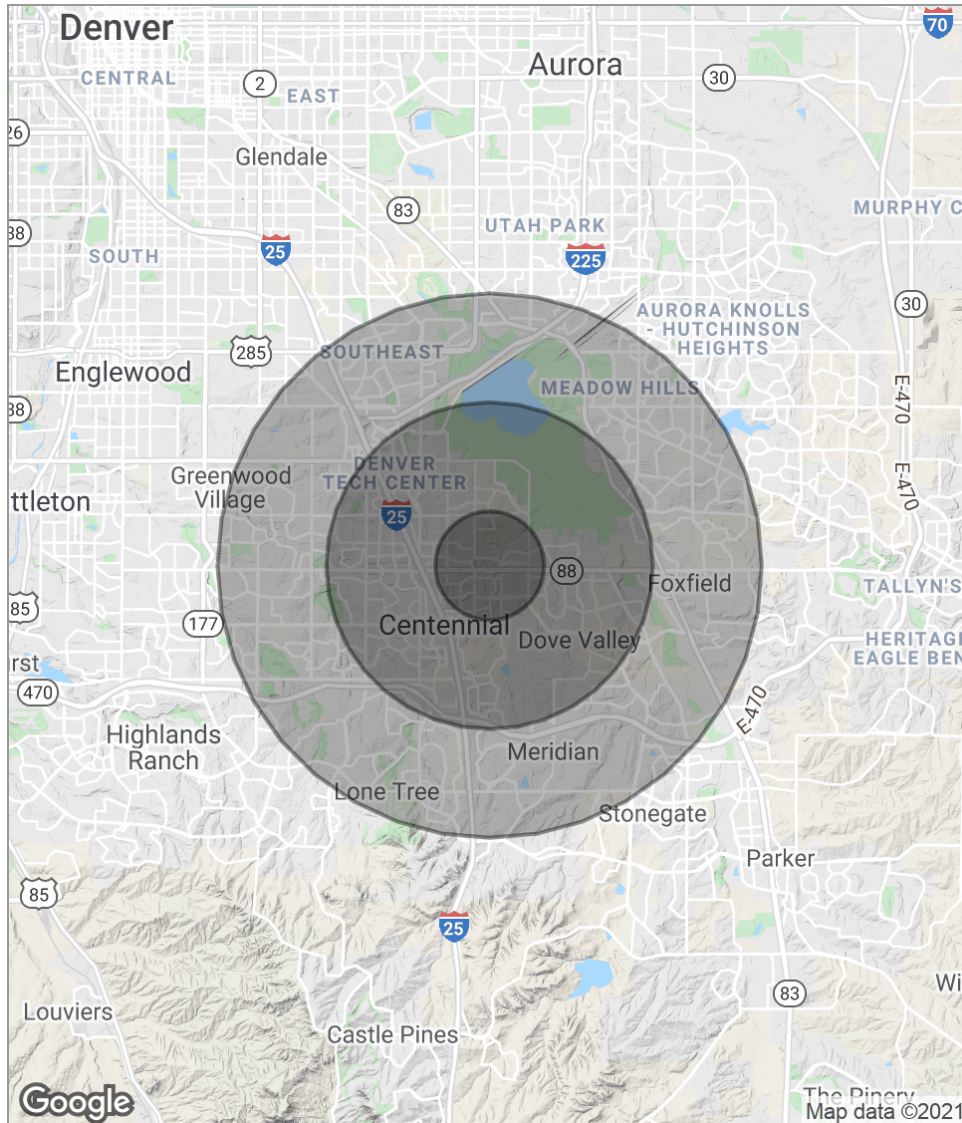 Denver
70
CENTRAL
Aurora
30
2
EAST
26
Glendale
83
MURPHY C
UTAH PARK
38
SOUTH
25
225
30
AURORA KNOLLS
- HUTCHINSON
HEIGHTS
285
SOUTHEAST
Englewood
MEADOW HILLS
E-470
38
DENVER
TECH CENTER
Greenwood
Village
E-470
ttleton
25
88
Foxfield
TALLYN'S
85
177
Centennial
Dove Valley
HERITAGE
EAGLE BEN
rst
470
E-470
Highlands
Ranch
Meridian
Lone Tree
Stonegate
Parker
85
25
83
Wi
Louviers
Castle Pines
The Pinery
Google
Map data ©2021